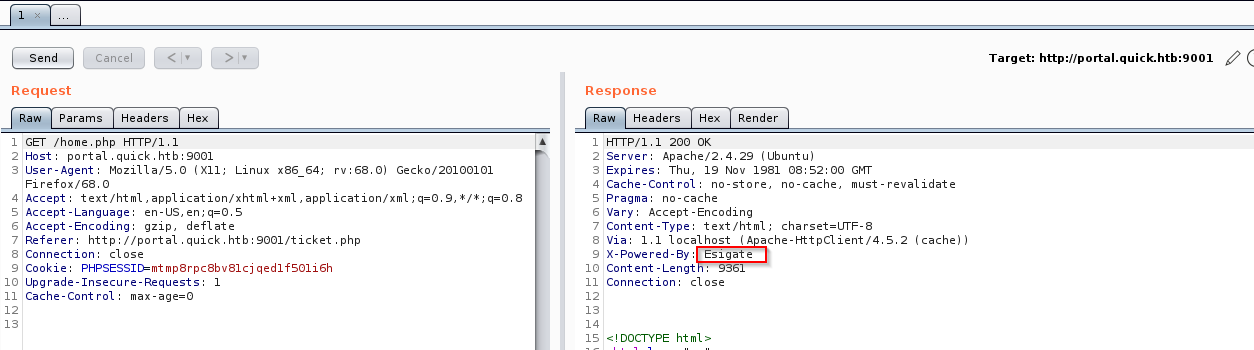 1 × ...
Send Cancel < ▾ > ▾ Target: http://portal.quick.htb:9001
Request
Raw Params Headers Hex
1 GET /home.php HTTP/1.1
2 Host: portal.quick.htb:9001
3 User-Agent: Mozilla/5.0 (X11; Linux x86_64; rv:68.0) Gecko/20100101
Firefox/68.0
4 Accept: text/html,application/xhtml+xml,application/xml;q=0.9,*/*;q=0.8
5 Accept-Language: en-US,en;q=0.5
6 Accept-Encoding: gzip, deflate
7 Referer: http://portal.quick.htb:9001/ticket.php
8 Connection: close
9 Cookie: PHPSESSID=mtmp8rpc8bv81cjqed1f501i6h
10 Upgrade-Insecure-Requests: 1
11 Cache-Control: max-age=0
12
13
Response
Raw Headers Hex Render
1 HTTP/1.1 200 OK
2 Server: Apache/2.4.29 (Ubuntu)
3 Expires: Thu, 19 Nov 1981 08:52:00 GMT
4 Cache-Control: no-store, no-cache, must-revalidate
5 Pragma: no-cache
6 Vary: Accept-Encoding
7 Content-Type: text/html; charset=UTF-8
8 Via: 1.1 localhost (Apache-HttpClient/4.5.2 (cache))
9 X-Powered-By: Esigate
10 Content-Length: 9361
11 Connection: close
12
13
14
15 <!DOCTYPE html>